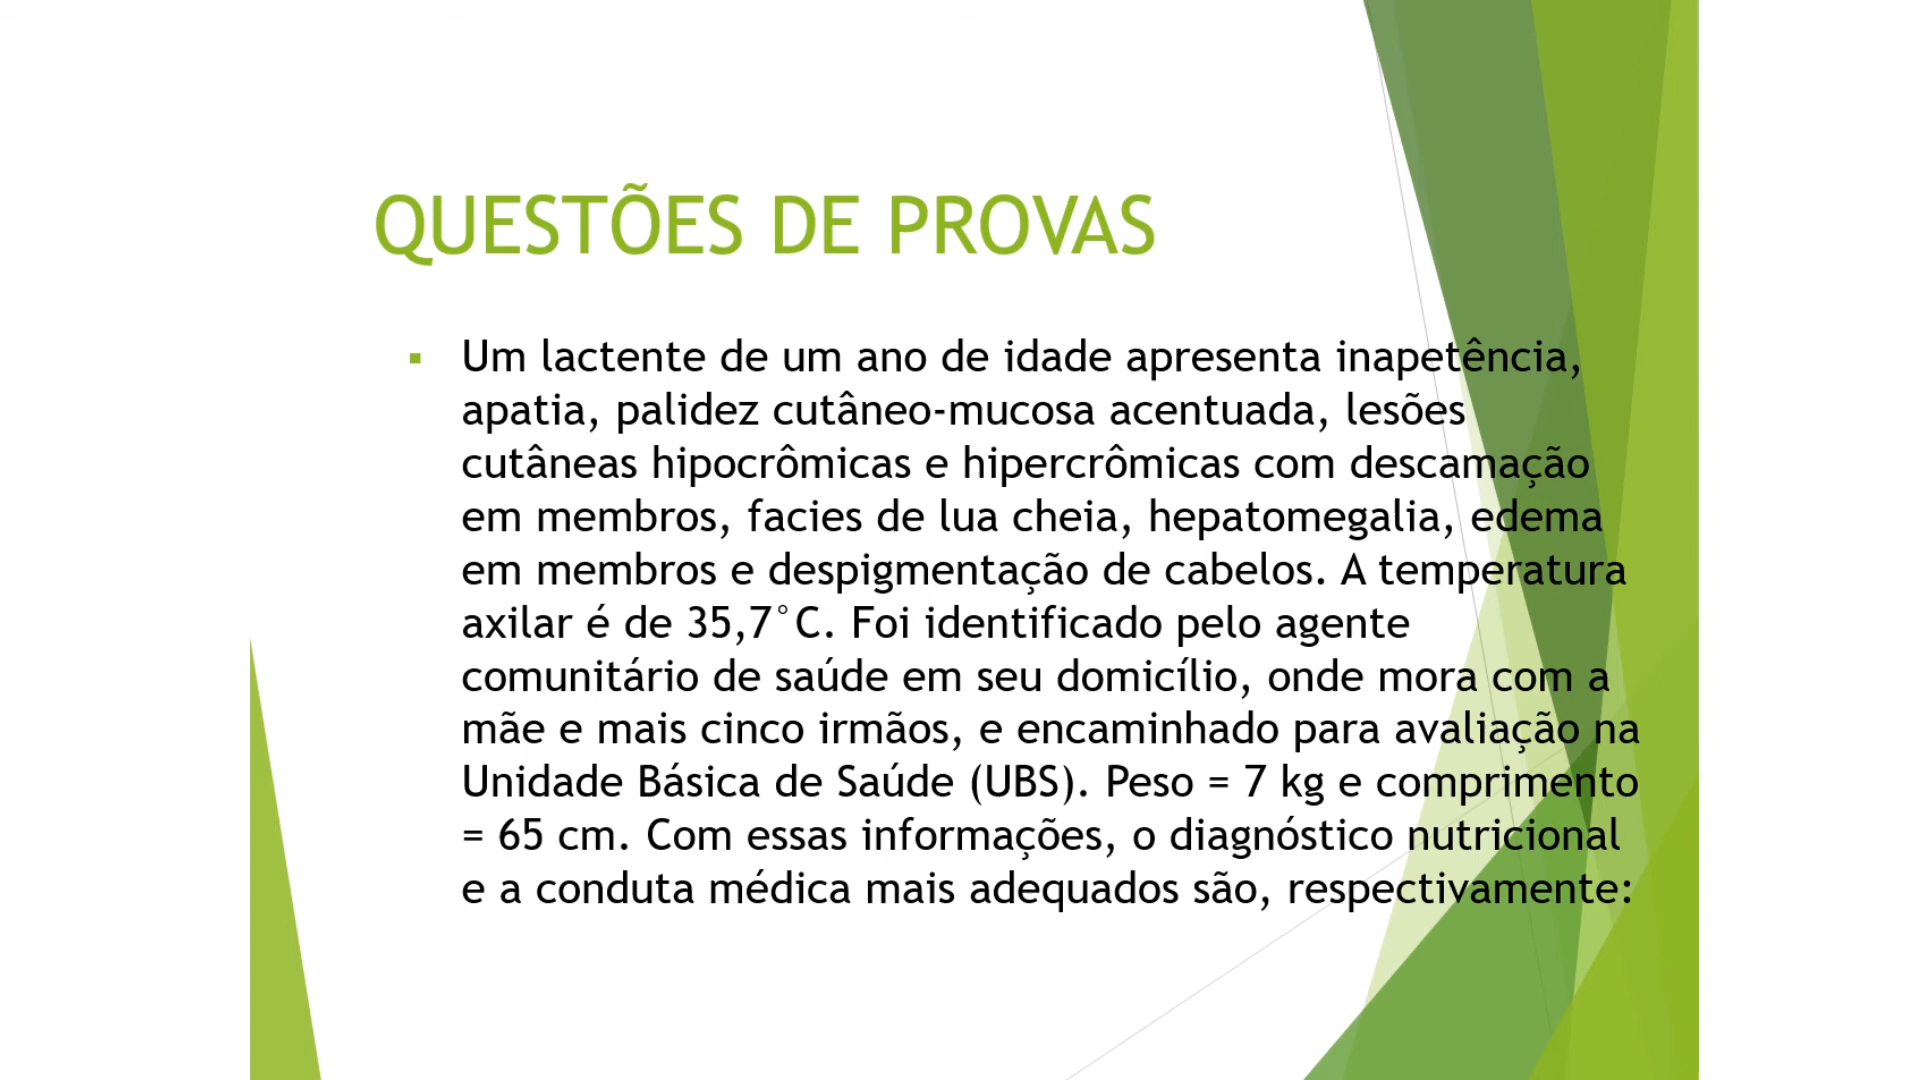 QUESTÕES DE PROVAS
Um lactente de um ano de idade apresenta inapetência,
apatia, palidez cutâneo-mucosa acentuada, lesões
cutâneas hipocrômicas e hipercrômicas com descamação
em membros, facies de lua cheia, hepatomegalia, edema
em membros e despigmentação de cabelos. A temperatura
axilar é de 35,7°C. Foi identificado pelo agente
comunitário de saúde em seu domicílio, onde mora com a
mãe e mais cinco irmãos, e encaminhado para avaliação na
Unidade Básica de Saúde (UBS). Peso = 7 kg e comprimento
= 65 cm. Com essas informações, o diagnóstico nutricional
e a conduta médica mais adequados são, respectivamente: